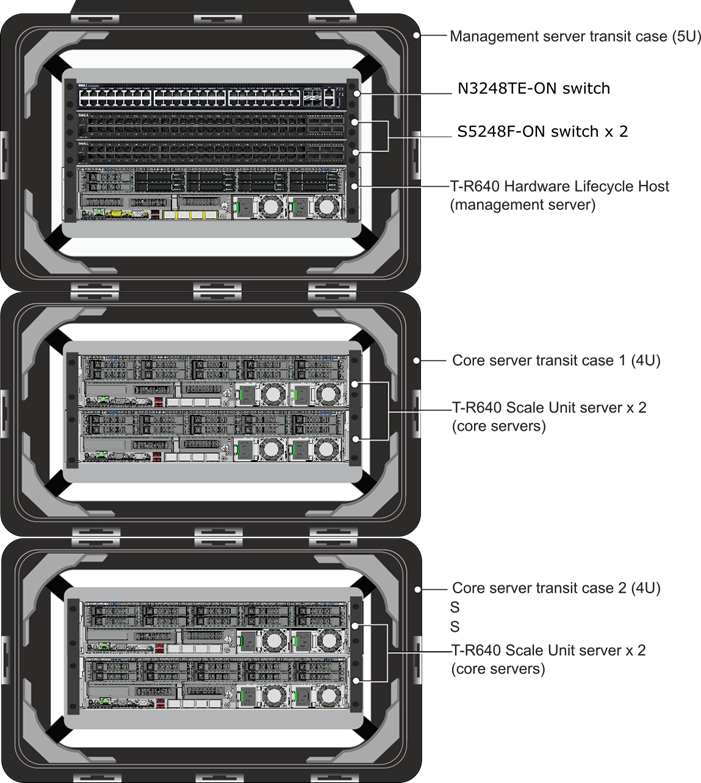 Management server transit case (5U)
N3248TE-ON switch
S5248F-ON switch x 2
T-R640 Hardware Lifecycle Host
(management server)
Core server transit case 1 (4U)
T-R640 Scale Unit server x 2
(core servers)
Core server transit case 2 (4U)
S
S
T-R640 Scale Unit server x 2
(core servers)